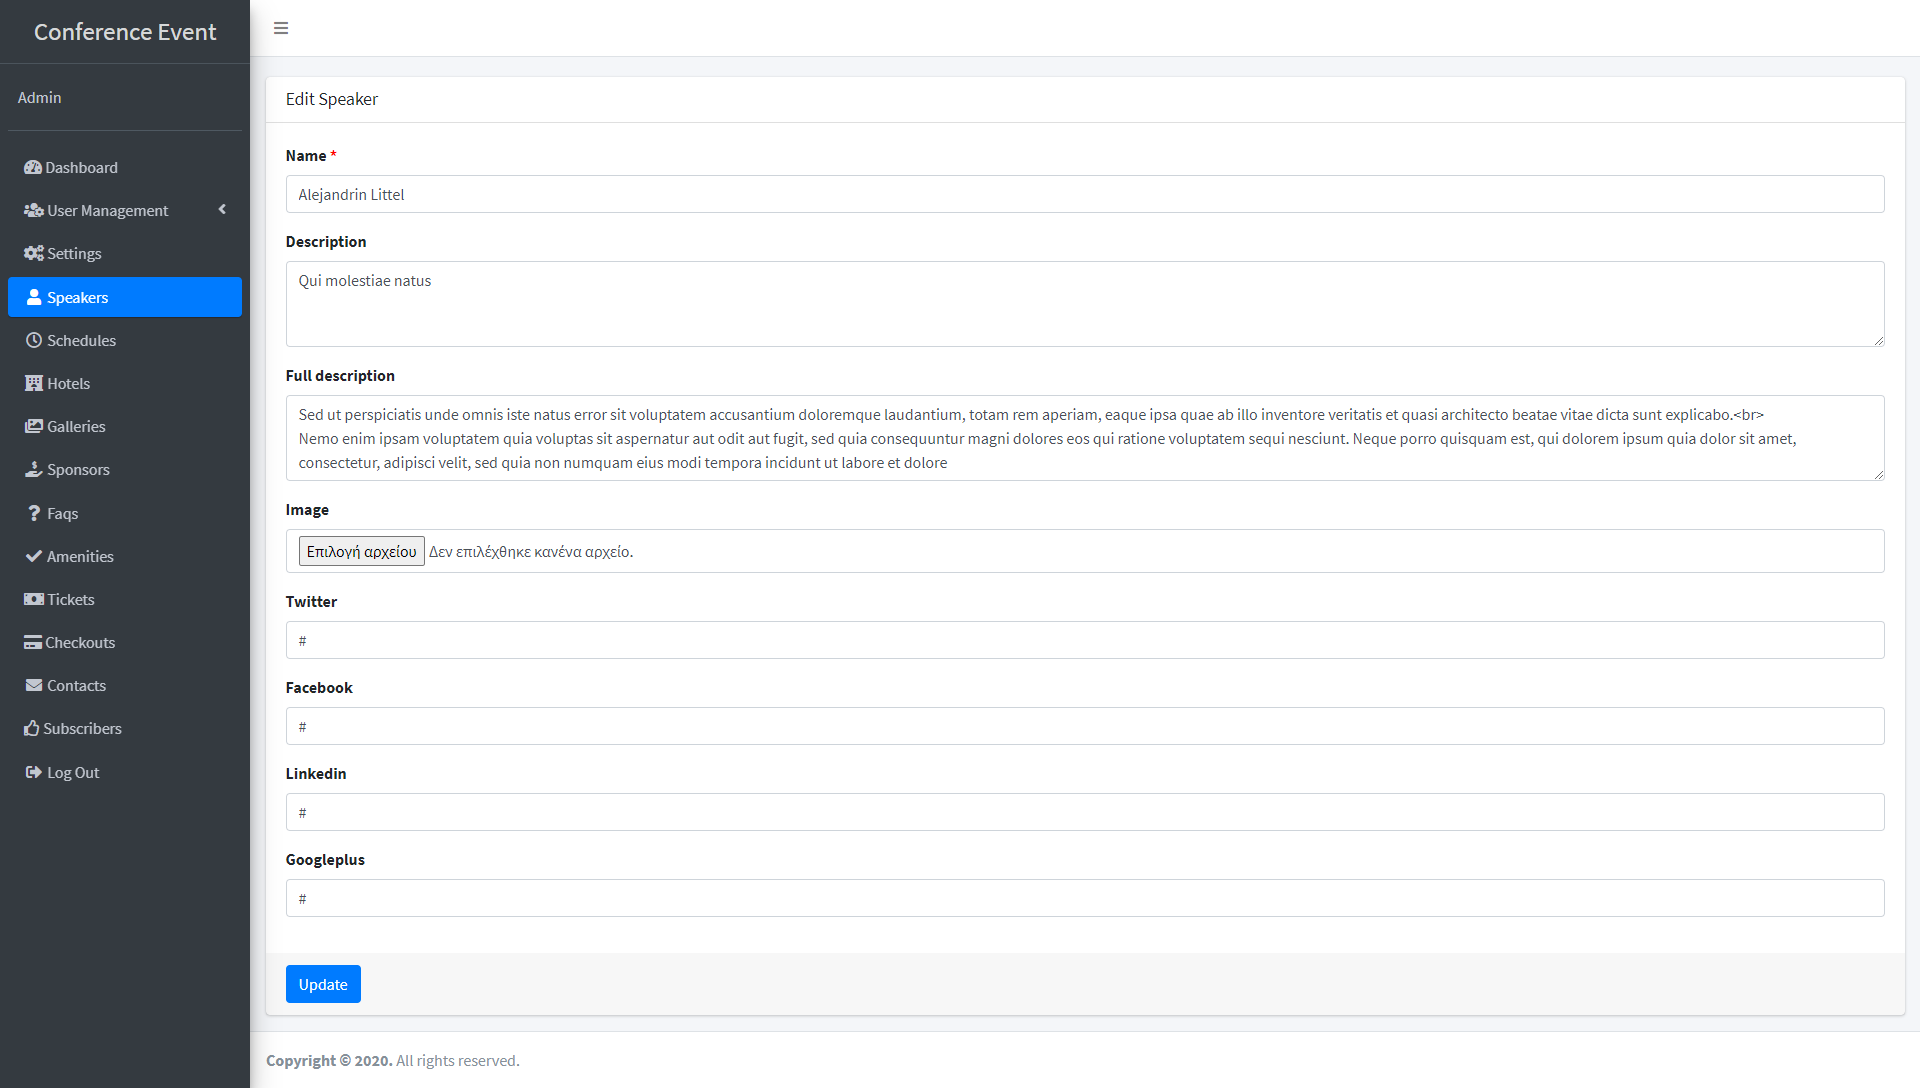 Conference Event
Admin
Dashboard
User Management
Settings
Speakers
Schedules
Hotels
Galleries
Sponsors
Faqs
Amenities
Tickets
Checkouts
Contacts
Subscribers
Log Out
Edit Speaker
Name *
Alejandrin Littel
Description
Qui molestiae natus
Full description
Sed ut perspiciatis unde omnis iste natus error sit voluptatem accusantium doloremque laudantium, totam rem aperiam, eaque ipsa quae ab illo inventore veritatis et quasi architecto beatae vitae dicta sunt explicabo.<br>
Nemo enim ipsam voluptatem quia voluptas sit aspernatur aut odit aut fugit, sed quia consequuntur magni dolores eos qui ratione voluptatem sequi nesciunt. Neque porro quisquam est, qui dolorem ipsum quia dolor sit amet,
consectetur, adipisci velit, sed quia non numquam eius modi tempora incidunt ut labore et dolore
Image
Επιλογή αρχείου Δεν επιλέχθηκε κανένα αρχείο.
Twitter
#
Facebook
#
Linkedin
#
Googleplus
#
Update
Copyright © 2020. All rights reserved.